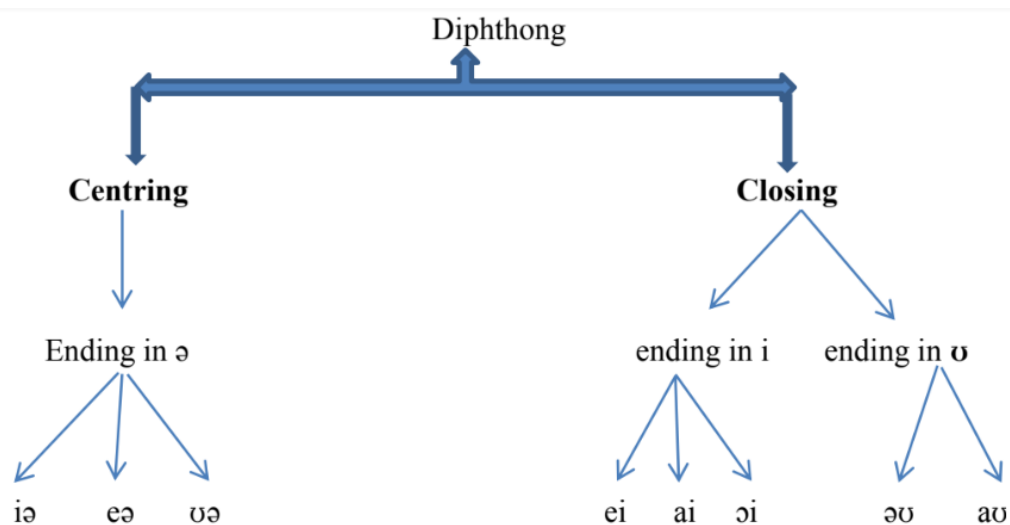 Diphthong
Centring Closing
Ending in ə ending in i ending in ʊ
iə eə ʊə ei ai ɔi əʊ aʊ